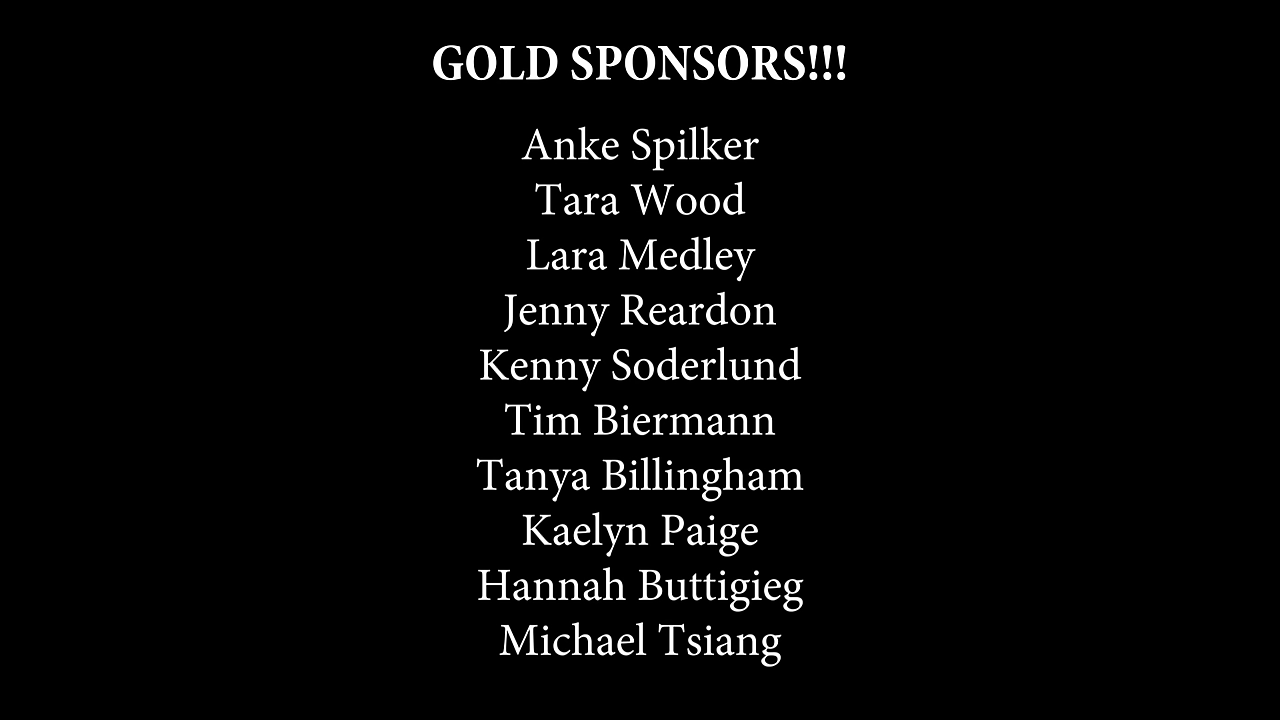 GOLD SPONSORS!!!
Anke Spilker
Tara Wood
Lara Medley
Jenny Reardon
Kenny Soderlund
Tim Biermann
Tanya Billingham
Kaelyn Paige
Hannah Buttigieg
Michael Tsiang